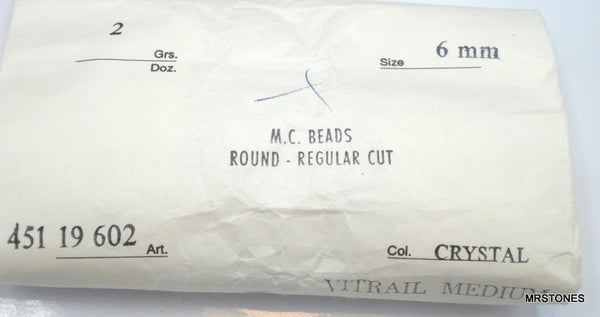 2 Grs.
Doz.
Size 6 mm
M.C. BEADS
ROUND - REGULAR CUT
451 19 602 Art.
Col. CRYSTAL
VITRAIL MEDIUM
MRSTONES